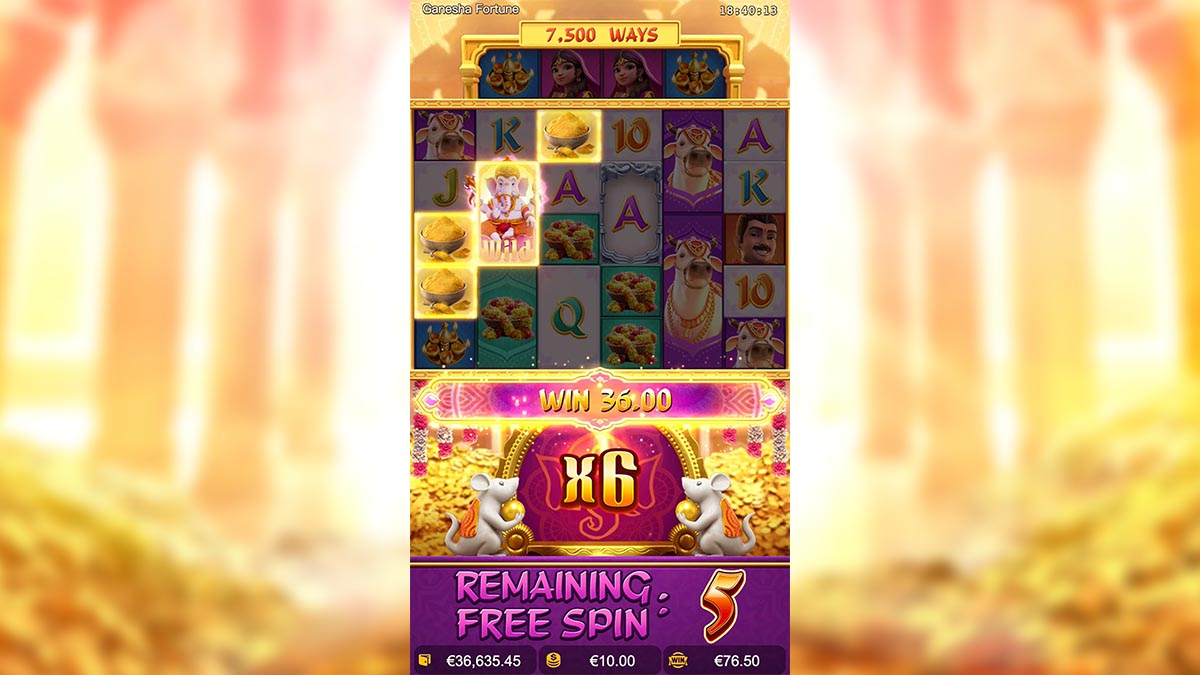 Ganesha Fortune 18:40:13
7,500 WAYS
K 10 A
J A K
Wild A
10
Q
WIN 36.00
X6
REMAINING FREE SPIN: 5
€36,635.45 €10.00 WIN €76.50